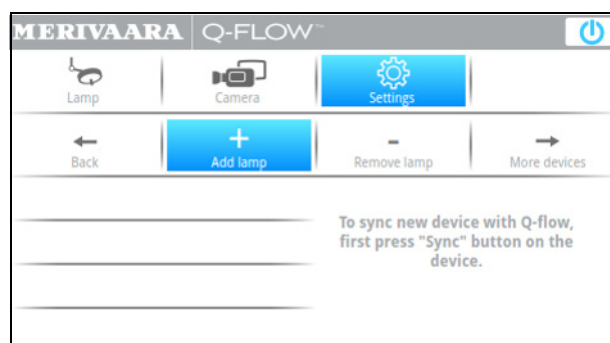 MERIVAARA Q-FLOW™
Lamp Camera Settings
Back Add lamp Remove lamp More devices
To sync new device with Q-flow,
first press "Sync" button on the
device.